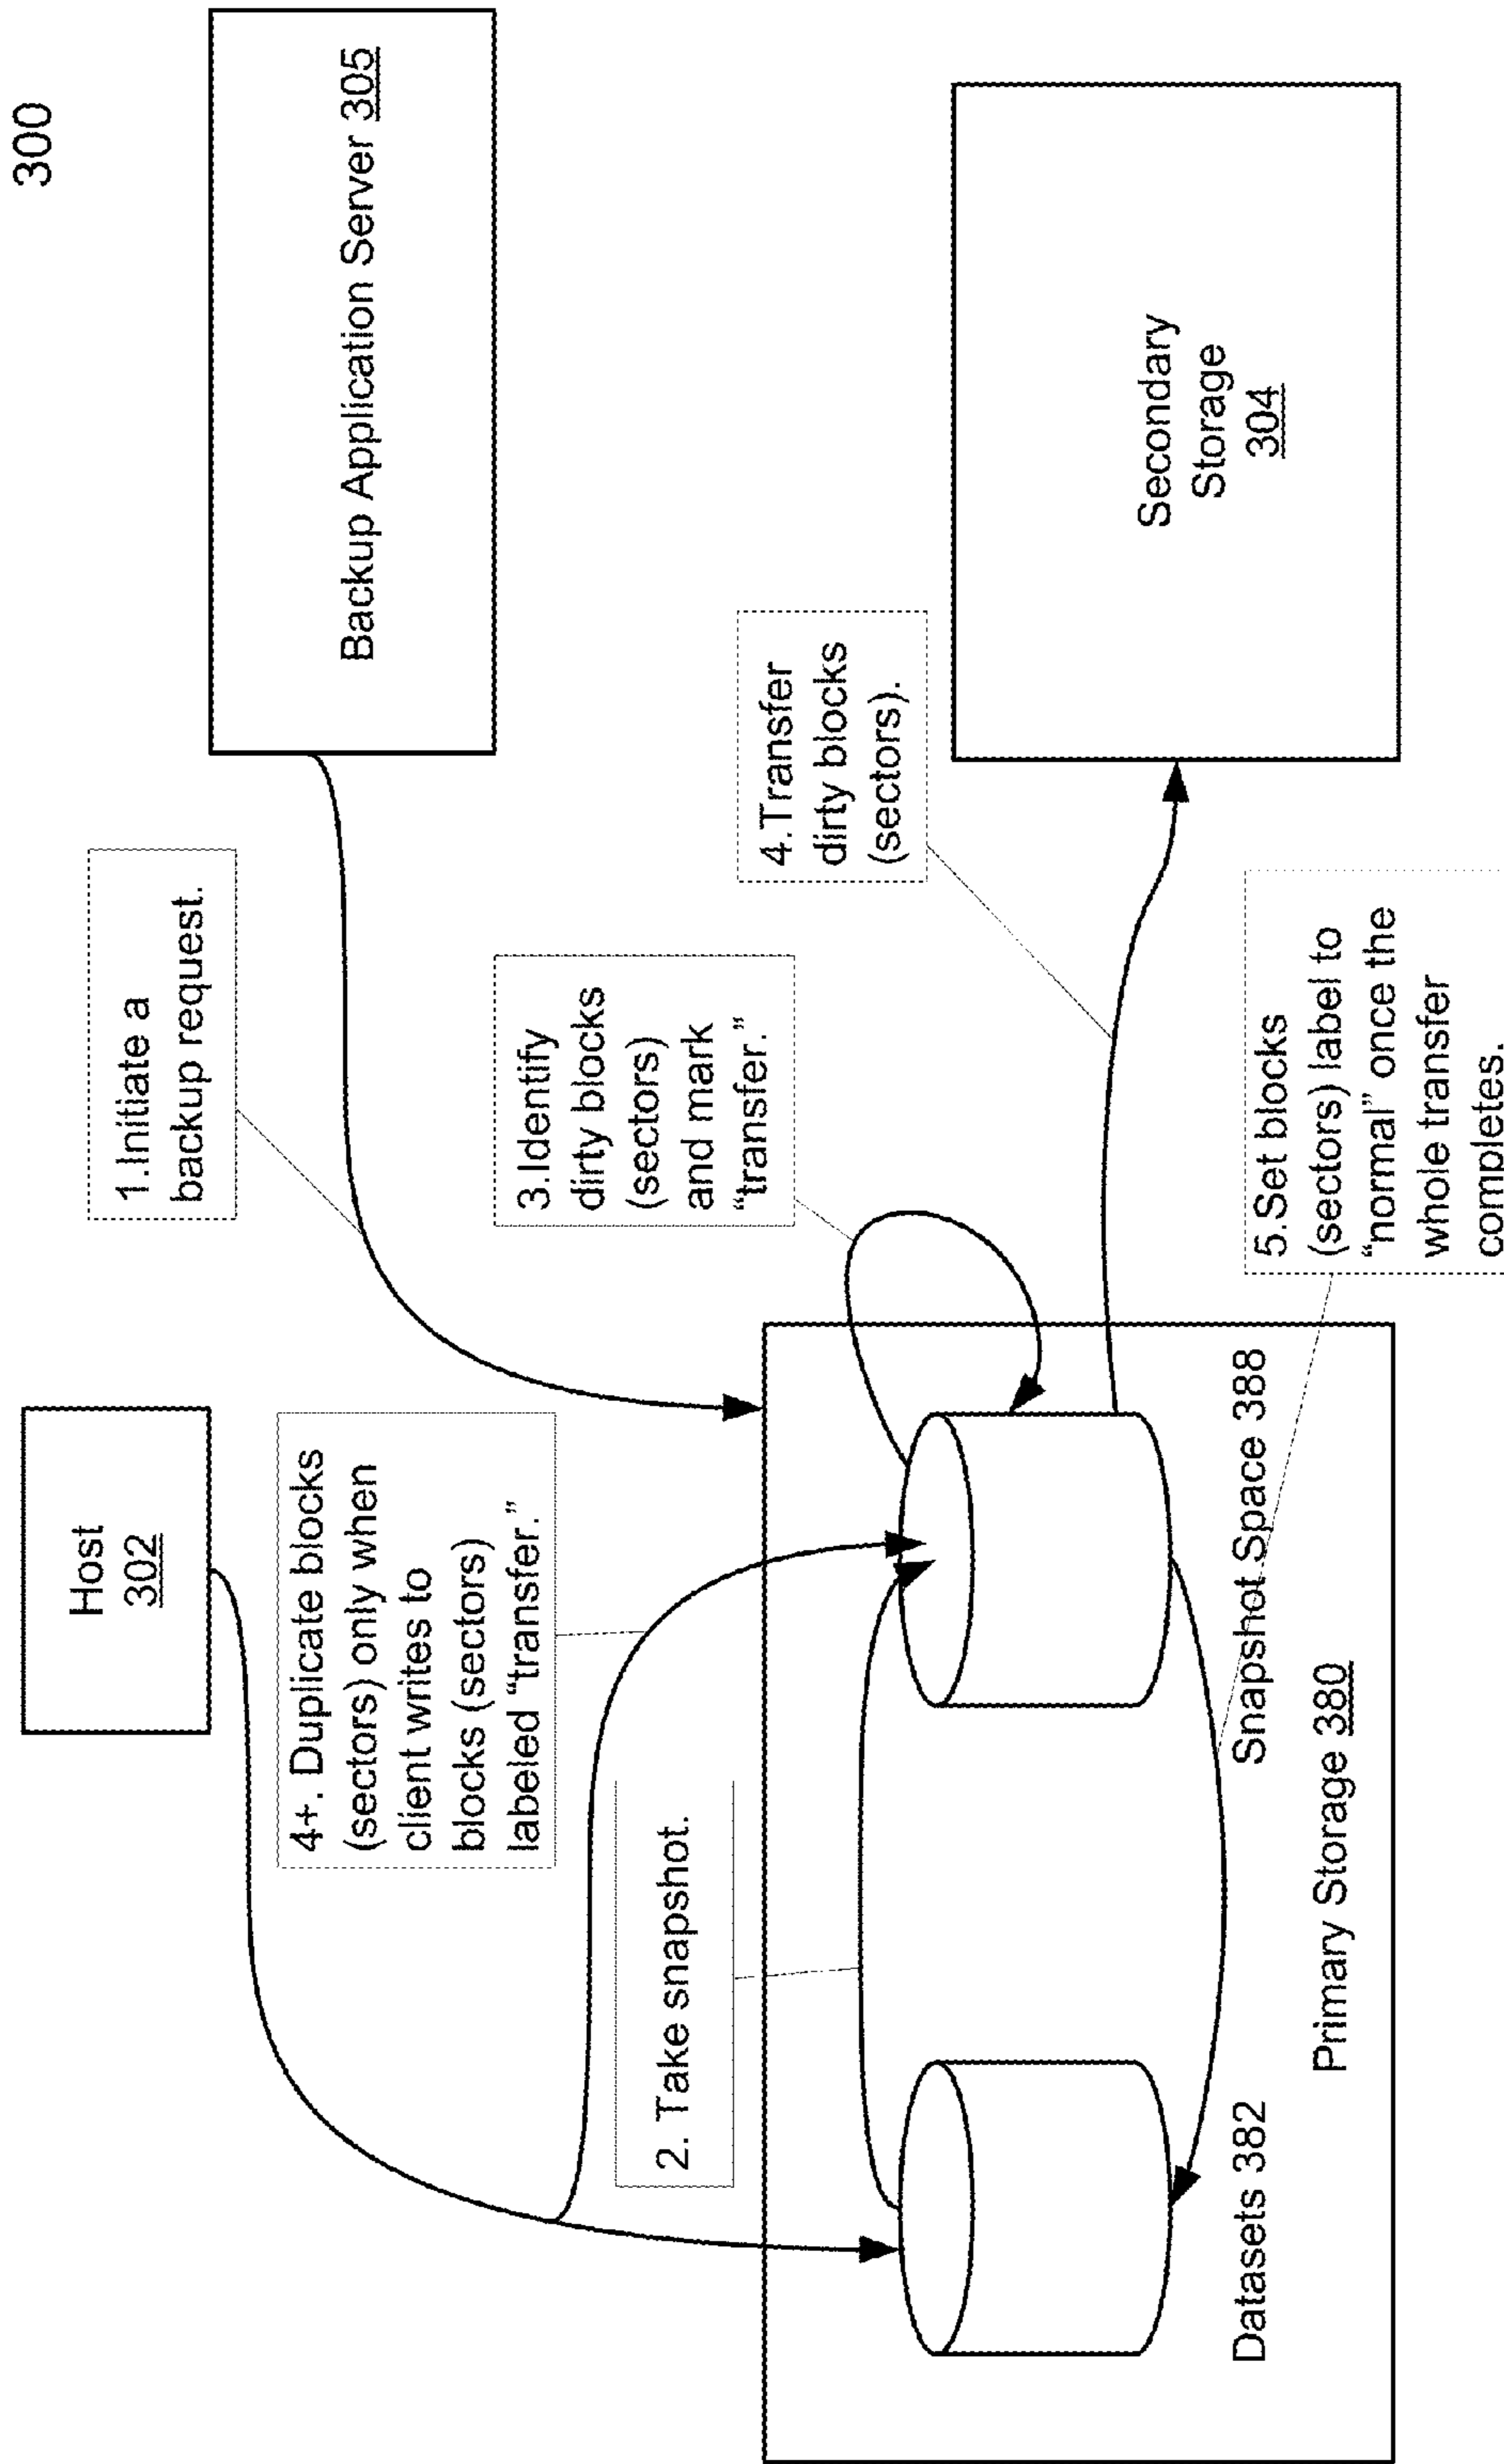 300
Host
302
Backup Application Server 305
1.Initiate a
backup request.
4+. Duplicate blocks
(sectors) only when
client writes to
blocks (sectors)
labeled “transfer.”
2. Take snapshot.
3.Identify
dirty blocks
(sectors)
and mark
“transfer.”
4.Transfer
dirty blocks
(sectors).
Secondary
Storage
304
Datasets 382
Snapshot Space 388
Primary Storage 380
5.Set blocks
(sectors) label to
“normal” once the
whole transfer
completes.